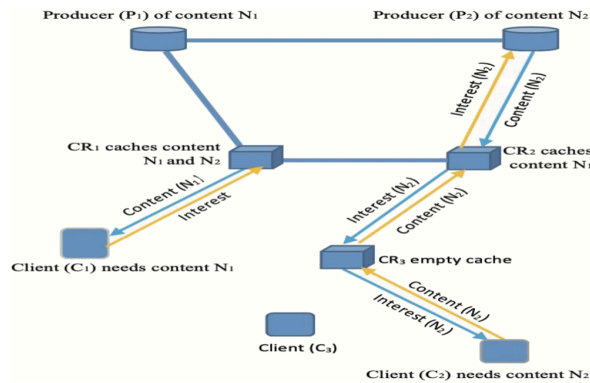 Producer (P₁) of content N₁
Producer (P₂) of content N₂
Interest (N₂)
Content (N₂)
CR₁ caches content
N₁ and N₂
CR₂ caches
content N₁
Content (N₁)
Interest
Interest (N₂)
Content (N₂)
Client (C₁) needs content N₁
CR₃ empty cache
Content (N₂)
Interest (N₂)
Client (C₃)
Client (C₂) needs content N₂